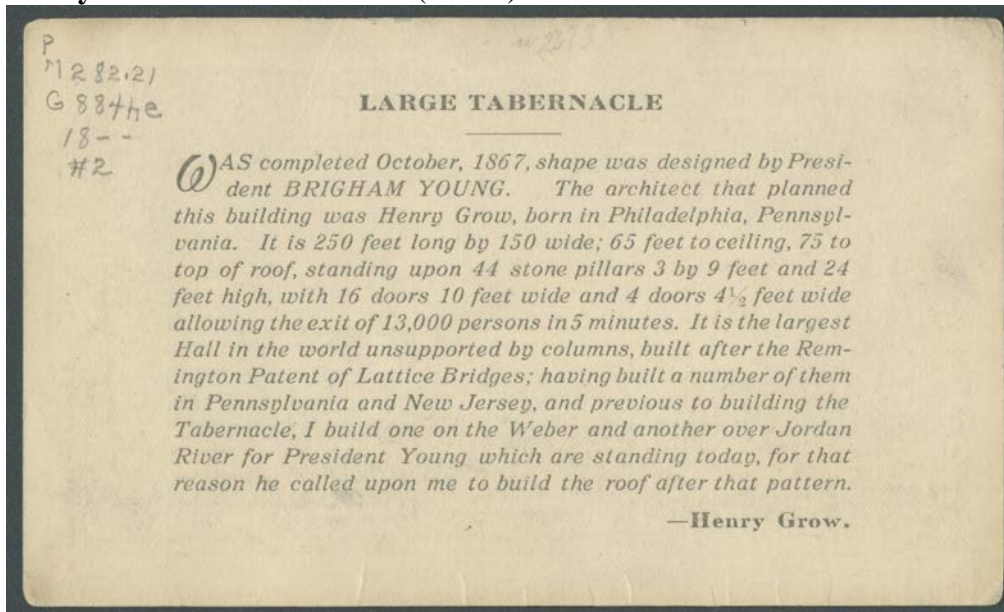 P
M282.21
G884he
18--
#2
LARGE TABERNACLE
WAS completed October, 1867, shape was designed by Presi-
dent BRIGHAM YOUNG. The architect that planned
this building was Henry Grow, born in Philadelphia, Pennsyl-
vania. It is 250 feet long by 150 wide; 65 feet to ceiling, 75 to
top of roof, standing upon 44 stone pillars 3 by 9 feet and 24
feet high, with 16 doors 10 feet wide and 4 doors 4½ feet wide
allowing the exit of 13,000 persons in 5 minutes. It is the largest
Hall in the world unsupported by columns, built after the Rem-
ington Patent of Lattice Bridges; having built a number of them
in Pennsylvania and New Jersey, and previous to building the
Tabernacle, I build one on the Weber and another over Jordan
River for President Young which are standing today, for that
reason he called upon me to build the roof after that pattern.
—Henry Grow.